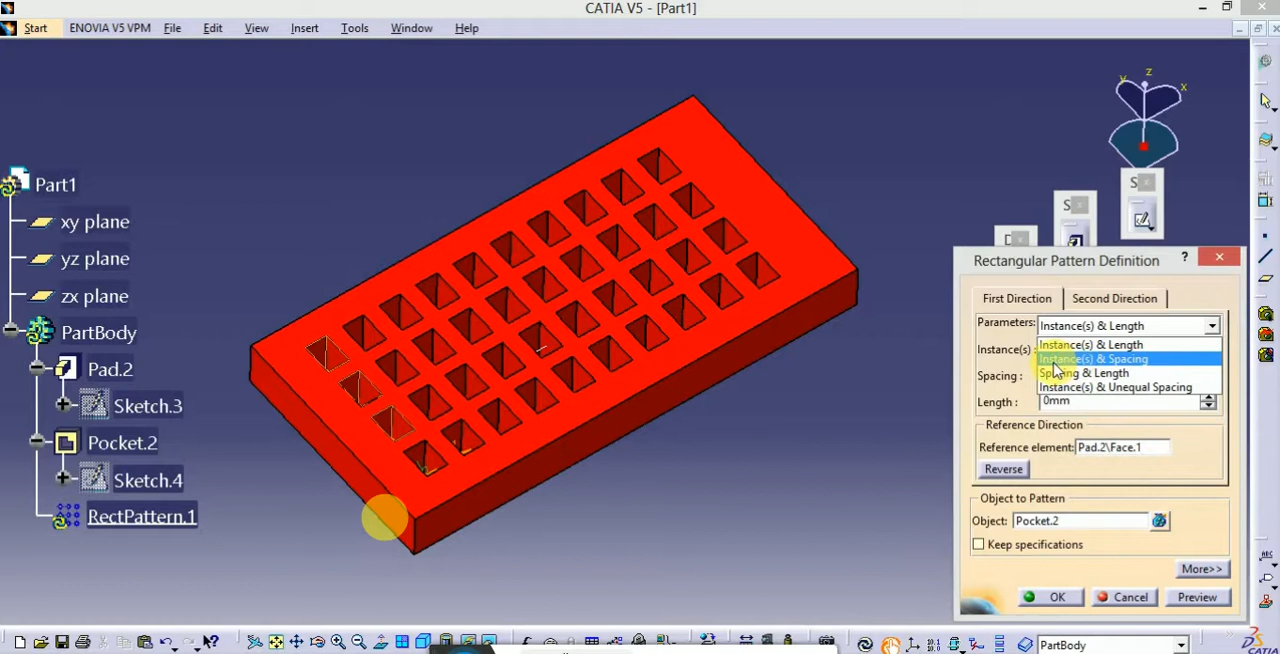 CATIA V5 - [Part1]
Start ENOVIA V5 VPM File Edit View Insert Tools Window Help
z
y x
Part1
xy plane
yz plane
zx plane
PartBody
Pad.2
Sketch.3
Pocket.2
Sketch.4
RectPattern.1
S
S
Rectangular Pattern Definition ?
First Direction Second Direction
Parameters: Instance(s) & Length
Instance(s) & Length
Instance(s) :
Instance(s) & Spacing
Spacing : Spacing & Length
Instance(s) & Unequal Spacing
Length : 0mm
Reference Direction
Reference element: Pad.2\Face.1
Reverse
Object to Pattern
Object: Pocket.2
Keep specifications
More>>
OK Cancel Preview
PartBody
CATIA